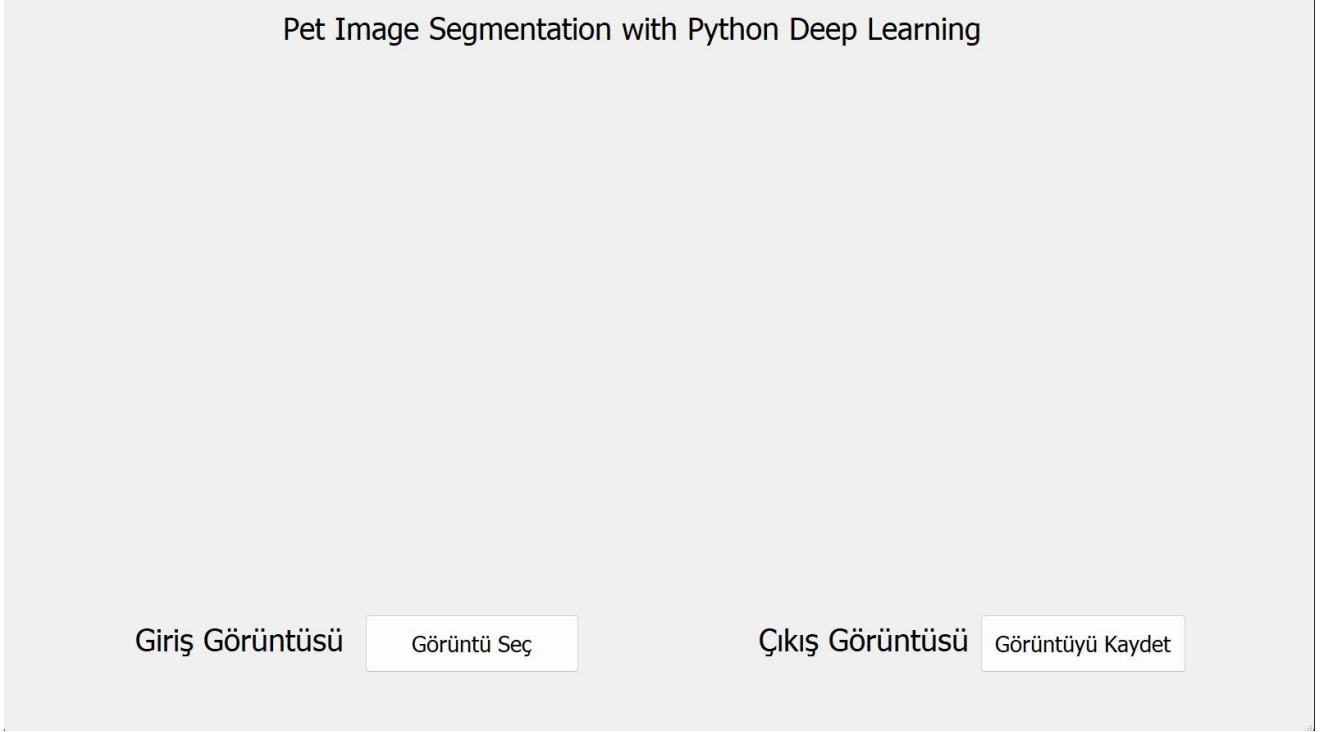 Pet Image Segmentation with Python Deep Learning
Giriş Görüntüsü
Görüntü Seç
Çıkış Görüntüsü
Görüntüyü Kaydet